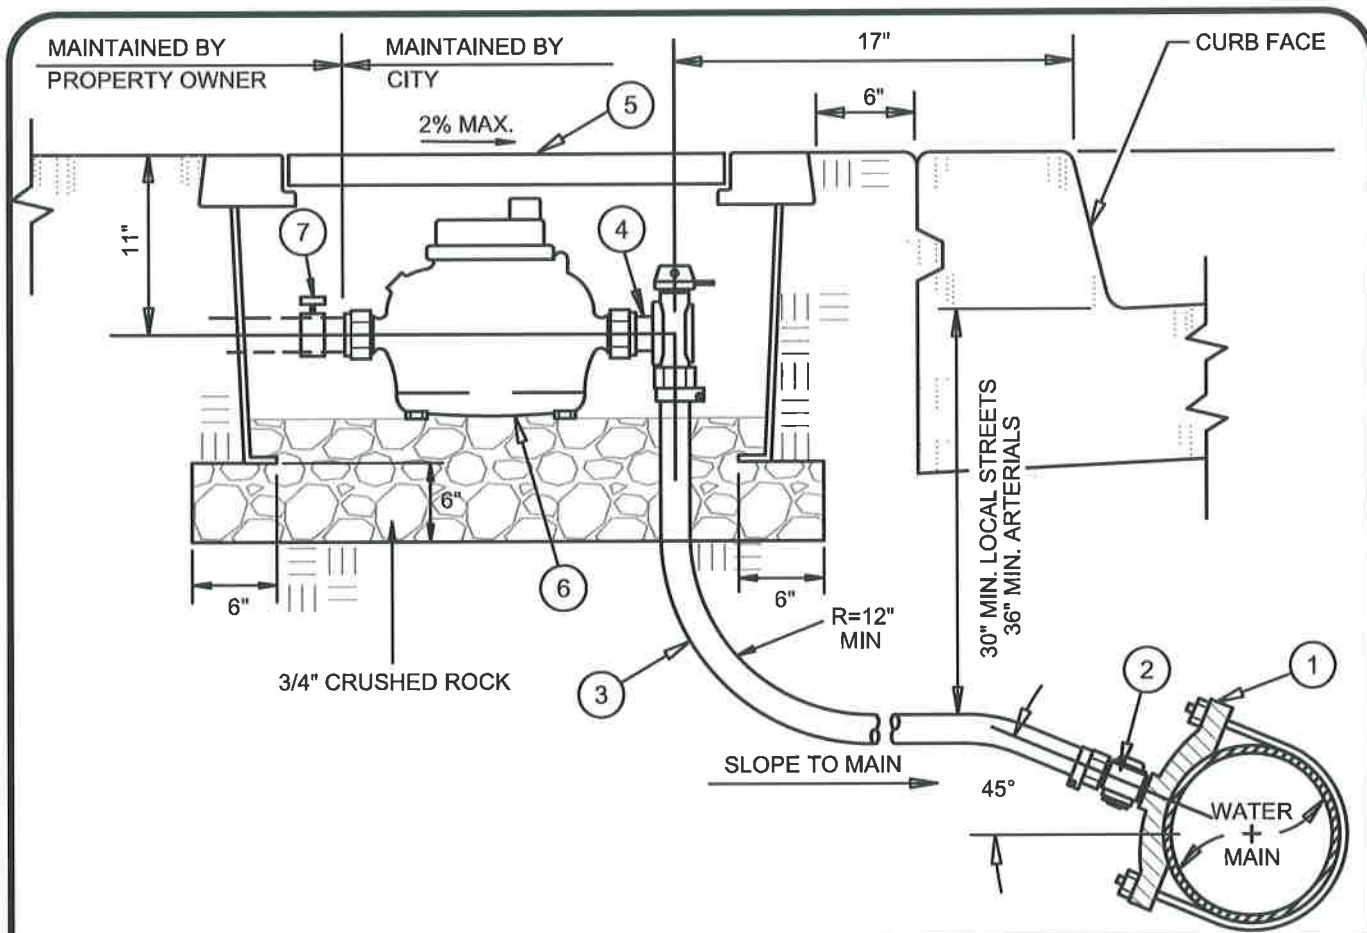 MAINTAINED BY
PROPERTY OWNER
MAINTAINED BY
CITY
17"
CURB FACE
6"
5
2% MAX.
11"
7
4
30" MIN. LOCAL STREETS
36" MIN. ARTERIALS
6"
6"
6"
6
R=12"
MIN
3/4" CRUSHED ROCK
3
2
1
SLOPE TO MAIN
45°
WATER
MAIN